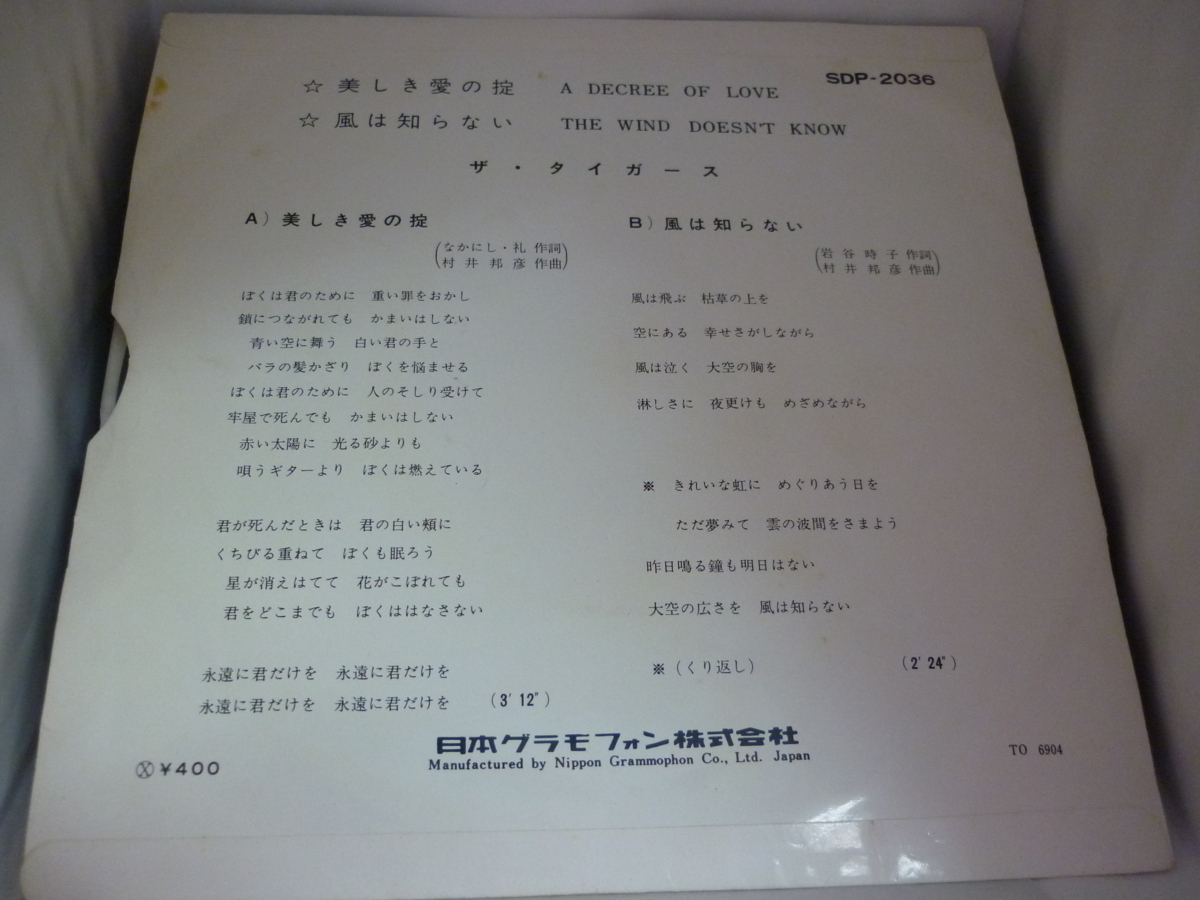 ☆ 美しき愛の掟 A DECREE OF LOVE
SDP-2036
☆ 風は知らない THE WIND DOESN'T KNOW
ザ・タイガース
A) 美しき愛の掟
(なかにし・礼 作詞
村井邦彦 作曲)
ぼくは君のために 重い罪をおかし
鎖につながれても かまいはしない
青い空に舞う 白い君の手と
バラの髪かざり ぼくを悩ませる
ぼくは君のために 人のそしり受けて
牢屋で死んでも かまいはしない
赤い太陽に 光る砂よりも
唄うギターより ぼくは燃えている
君が死んだときは 君の白い頬に
くちびる重ねて ぼくも眠ろう
星が消えはてて 花がこぼれても
君をどこまでも ぼくははなさない
永遠に君だけを 永遠に君だけを
永遠に君だけを 永遠に君だけを (3′12″)
B) 風は知らない
(岩谷時子 作詞
村井邦彦 作曲)
風は飛ぶ 枯草の上を
空にある 幸せさがしながら
風は泣く 大空の胸を
淋しさに 夜更けも めざめながら
※ きれいな虹に めぐりあう日を
ただ夢みて 雲の波間をさまよう
昨日鳴る鐘も明日はない
大空の広さを 風は知らない
※(くり返し) (2′24″)
日本グラモフォン株式会社
Manufactured by Nippon Grammophon Co., Ltd. Japan
Ⓧ ¥400
TO 6904